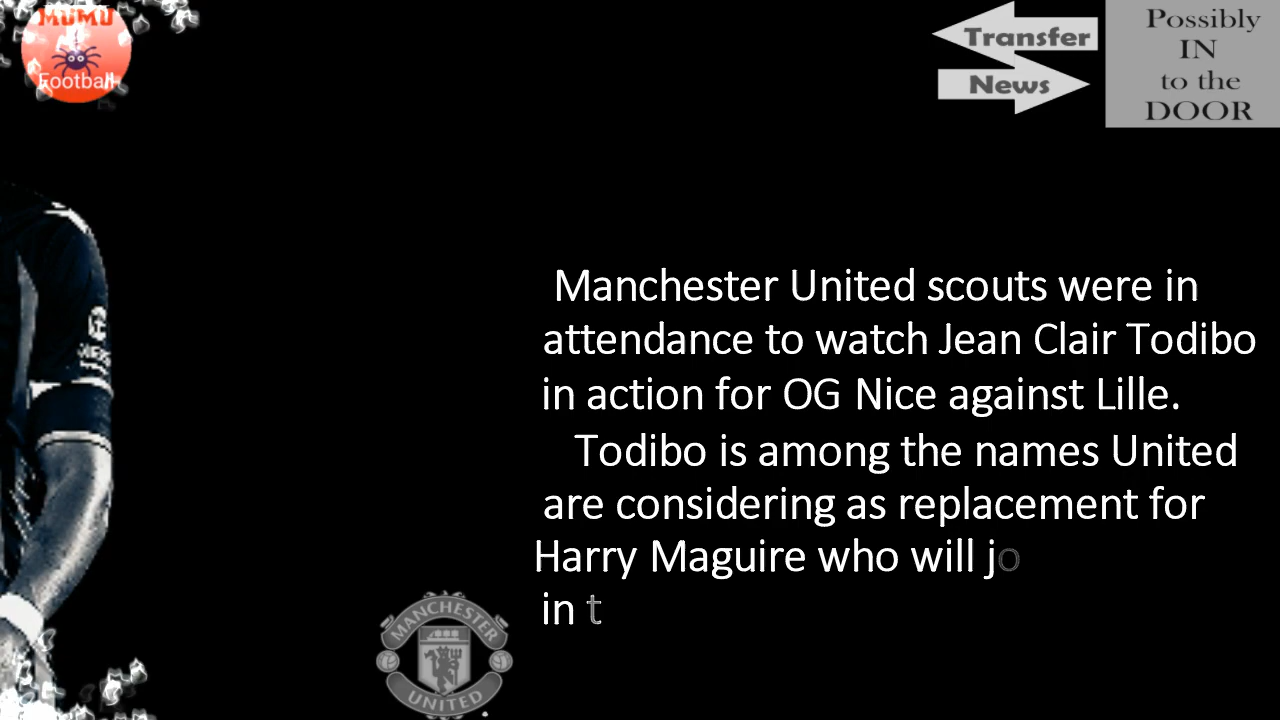 MUMU
Football
Transfer
News
Possibly
IN
to the
DOOR
Manchester United scouts were in
attendance to watch Jean Clair Todibo
in action for OG Nice against Lille.
Todibo is among the names United
are considering as replacement for
Harry Maguire who will jo
in t
MANCHESTER
UNITED